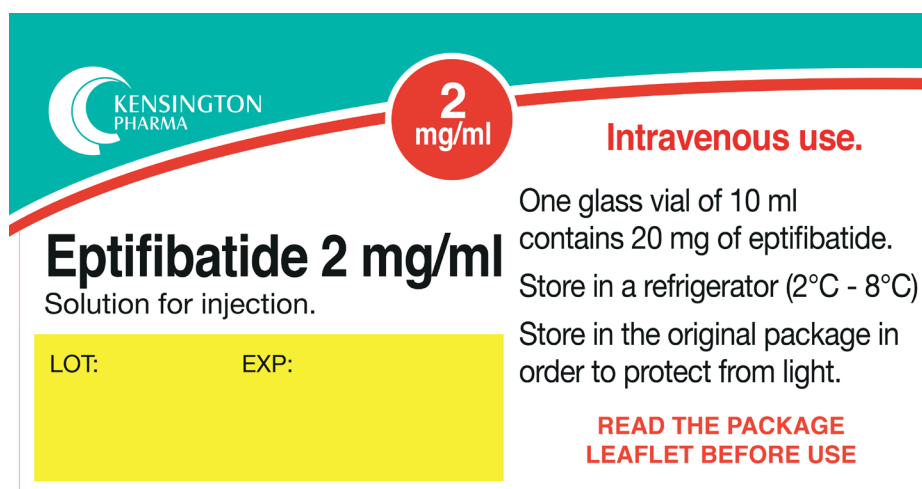 KENSINGTON
PHARMA
2
mg/ml
Eptifibatide 2 mg/ml
Solution for injection.
LOT: EXP:
Intravenous use.
One glass vial of 10 ml
contains 20 mg of eptifibatide.
Store in a refrigerator (2°C - 8°C)
Store in the original package in
order to protect from light.
READ THE PACKAGE
LEAFLET BEFORE USE